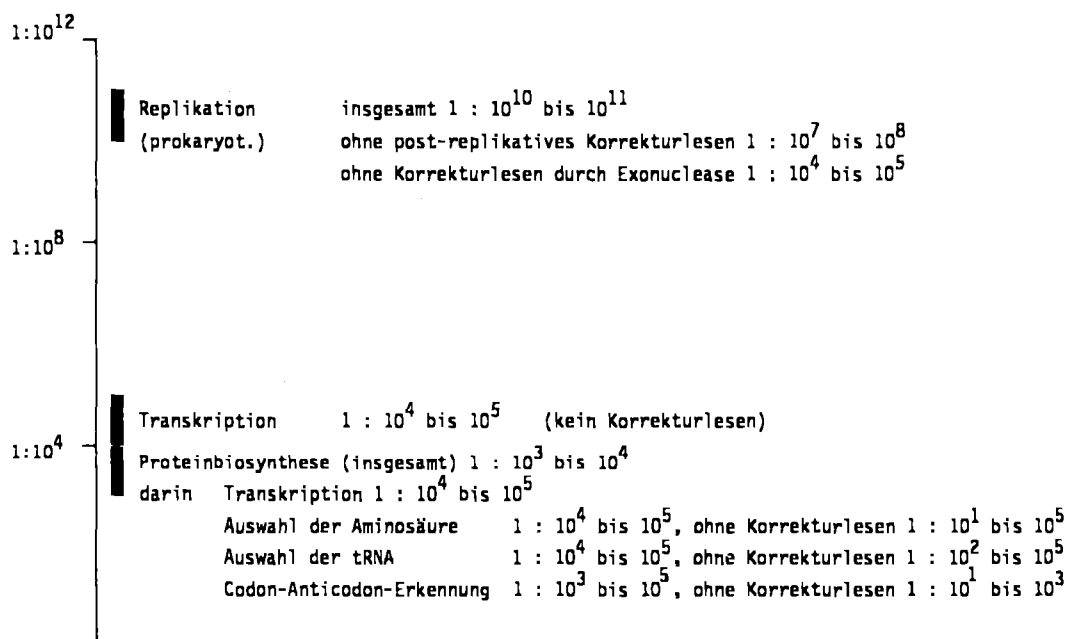 1:10^12
Replikation insgesamt 1 : 10^10 bis 10^11
(prokaryot.) ohne post-replikatives Korrekturlesen 1 : 10^7 bis 10^8
ohne Korrekturlesen durch Exonuclease 1 : 10^4 bis 10^5
1:10^8
Transkription 1 : 10^4 bis 10^5 (kein Korrekturlesen)
1:10^4
Proteinbiosynthese (insgesamt) 1 : 10^3 bis 10^4
darin Transkription 1 : 10^4 bis 10^5
Auswahl der Aminosäure 1 : 10^4 bis 10^5, ohne Korrekturlesen 1 : 10^1 bis 10^5
Auswahl der tRNA 1 : 10^4 bis 10^5, ohne Korrekturlesen 1 : 10^2 bis 10^5
Codon-Anticodon-Erkennung 1 : 10^3 bis 10^5, ohne Korrekturlesen 1 : 10^1 bis 10^3